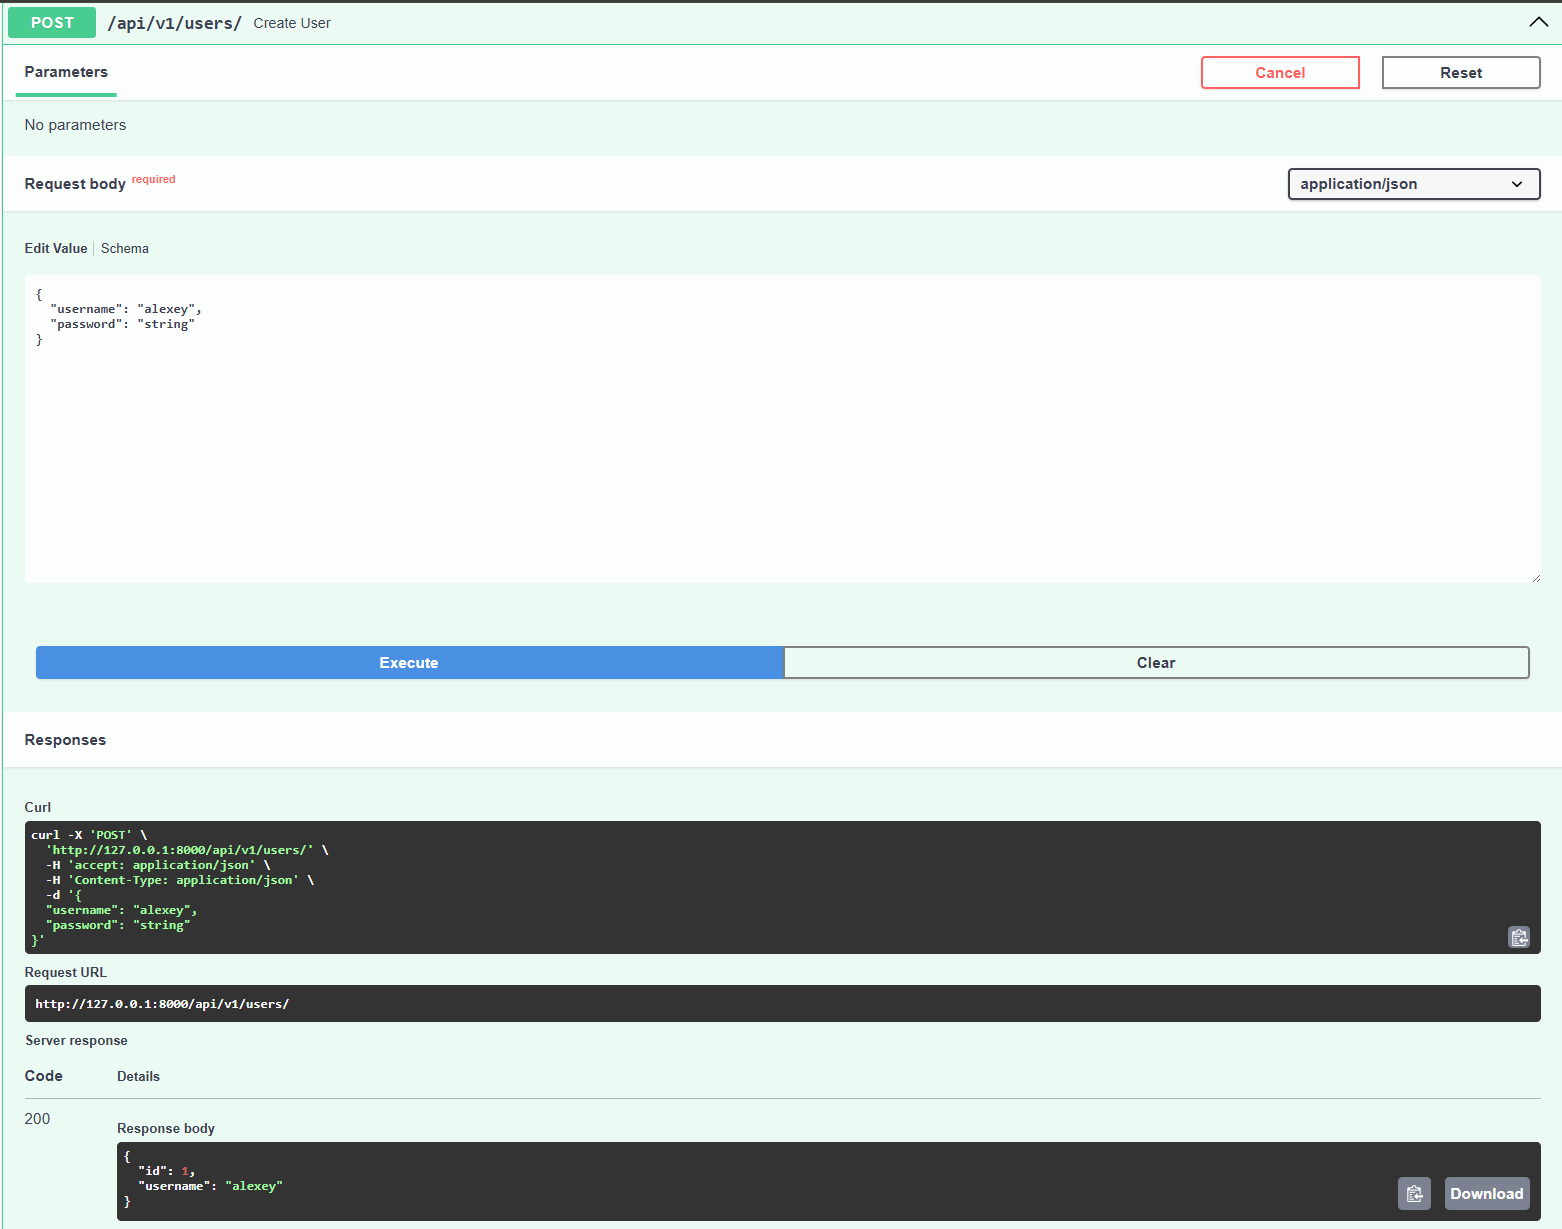 POST /api/v1/users/ Create User
Parameters
Cancel
Reset
No parameters
Request body required
application/json
Edit Value | Schema
{
  "username": "alexey",
  "password": "string"
}
Execute
Clear
Responses
Curl
curl -X 'POST' \
  'http://127.0.0.1:8000/api/v1/users/' \
  -H 'accept: application/json' \
  -H 'Content-Type: application/json' \
  -d '{
  "username": "alexey",
  "password": "string"
}'
Request URL
http://127.0.0.1:8000/api/v1/users/
Server response
Code Details
200
Response body
{
  "id": 1,
  "username": "alexey"
}
Download